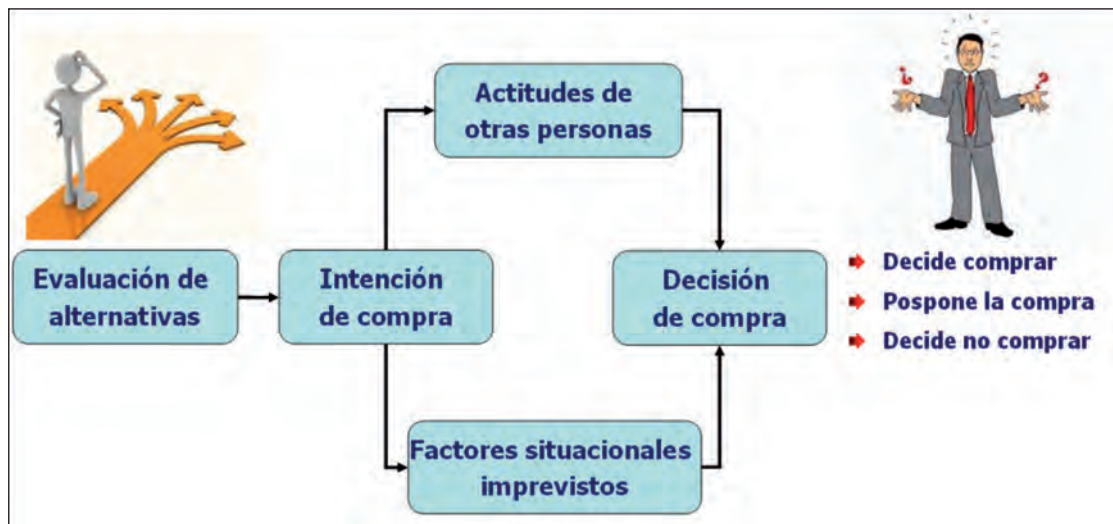 Actitudes de
otras personas
Evaluación de
alternativas
Intención
de compra
Decisión
de compra
Factores situacionales
imprevistos
¿ ?
Decide comprar
Pospone la compra
Decide no comprar